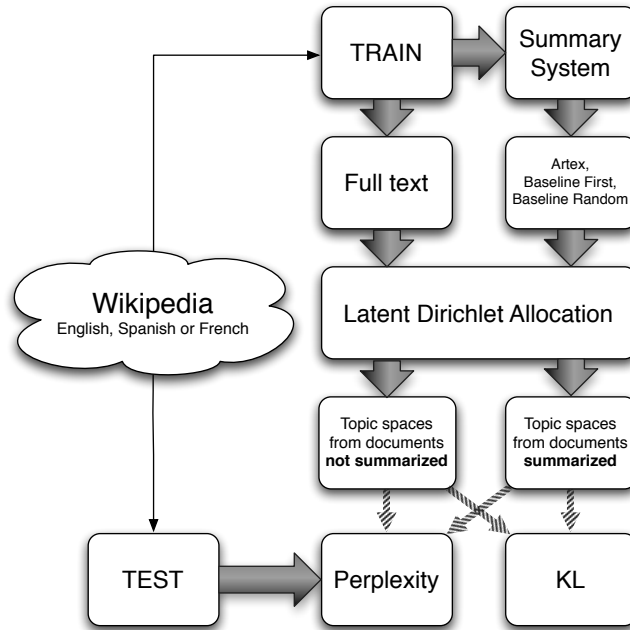 TRAIN
Summary
System
Full text
Artex,
Baseline First,
Baseline Random
Wikipedia
English, Spanish or French
Latent Dirichlet Allocation
Topic spaces
from documents
not summarized
Topic spaces
from documents
summarized
TEST
Perplexity
KL